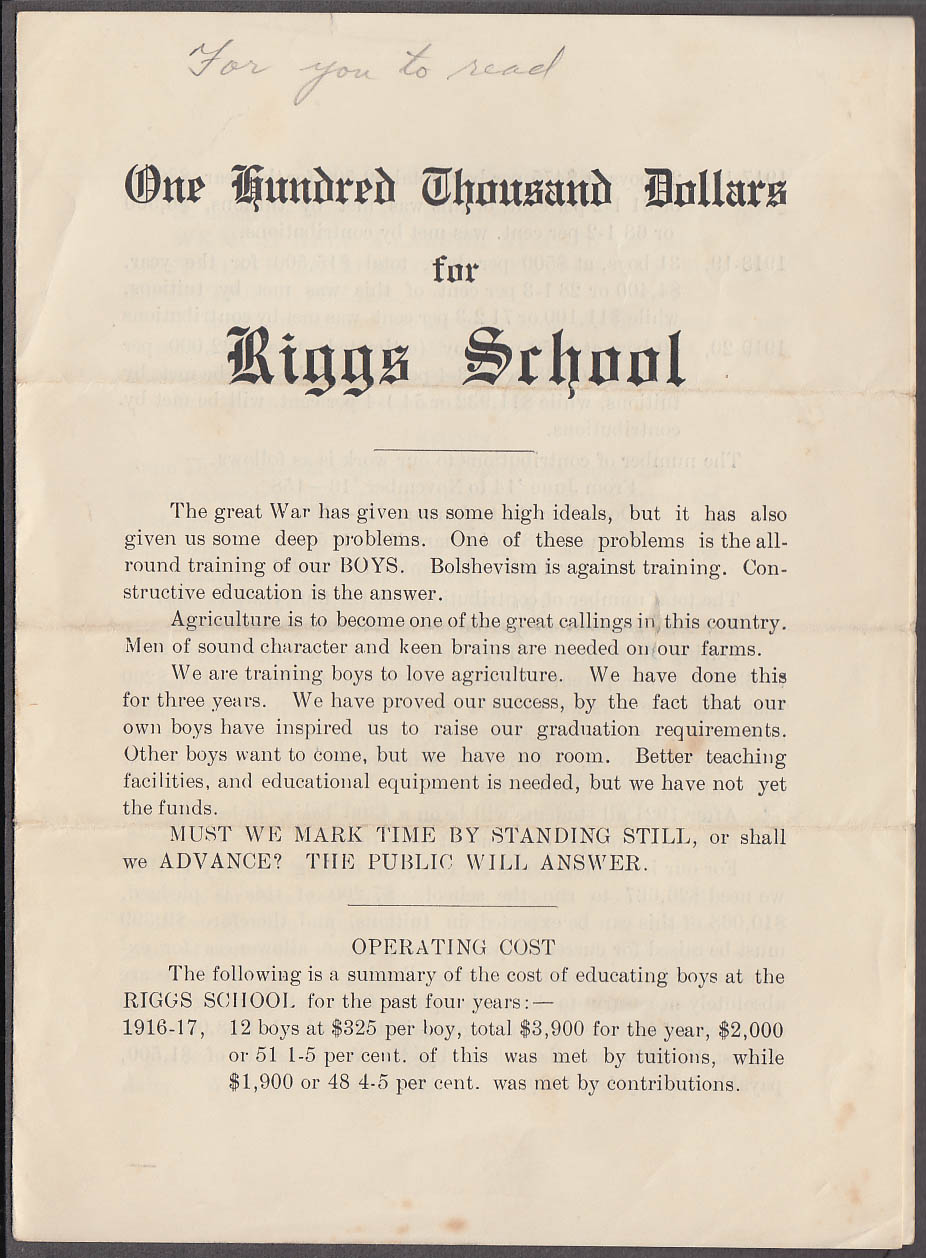 For you to read
One Hundred Thousand Dollars
for
Riggs School
The great War has given us some high ideals, but it has also
given us some deep problems. One of these problems is the all-
round training of our BOYS. Bolshevism is against training. Con-
structive education is the answer.
Agriculture is to become one of the great callings in this country.
Men of sound character and keen brains are needed on our farms.
We are training boys to love agriculture. We have done this
for three years. We have proved our success, by the fact that our
own boys have inspired us to raise our graduation requirements.
Other boys want to come, but we have no room. Better teaching
facilities, and educational equipment is needed, but we have not yet
the funds.
MUST WE MARK TIME BY STANDING STILL, or shall
we ADVANCE? THE PUBLIC WILL ANSWER.
OPERATING COST
The following is a summary of the cost of educating boys at the
RIGGS SCHOOL for the past four years:—
1916-17, 12 boys at $325 per boy, total $3,900 for the year, $2,000
or 51 1-5 per cent. of this was met by tuitions, while
$1,900 or 48 4-5 per cent. was met by contributions.